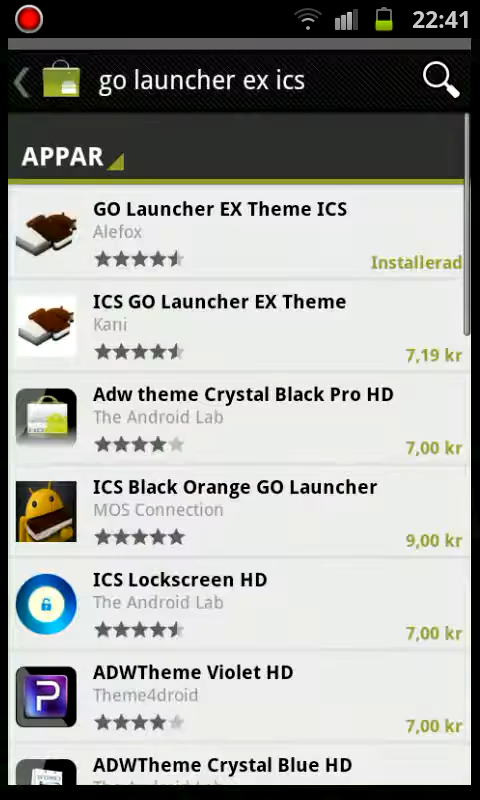 22:41
go launcher ex ics
APPAR
GO Launcher EX Theme ICS
Alefox
Installerad
ICS GO Launcher EX Theme
Kani
7,19 kr
Adw theme Crystal Black Pro HD
The Android Lab
7,00 kr
ICS Black Orange GO Launcher
MOS Connection
9,00 kr
ICS Lockscreen HD
The Android Lab
7,00 kr
ADWTheme Violet HD
Theme4droid
7,00 kr
ADWTheme Crystal Blue HD